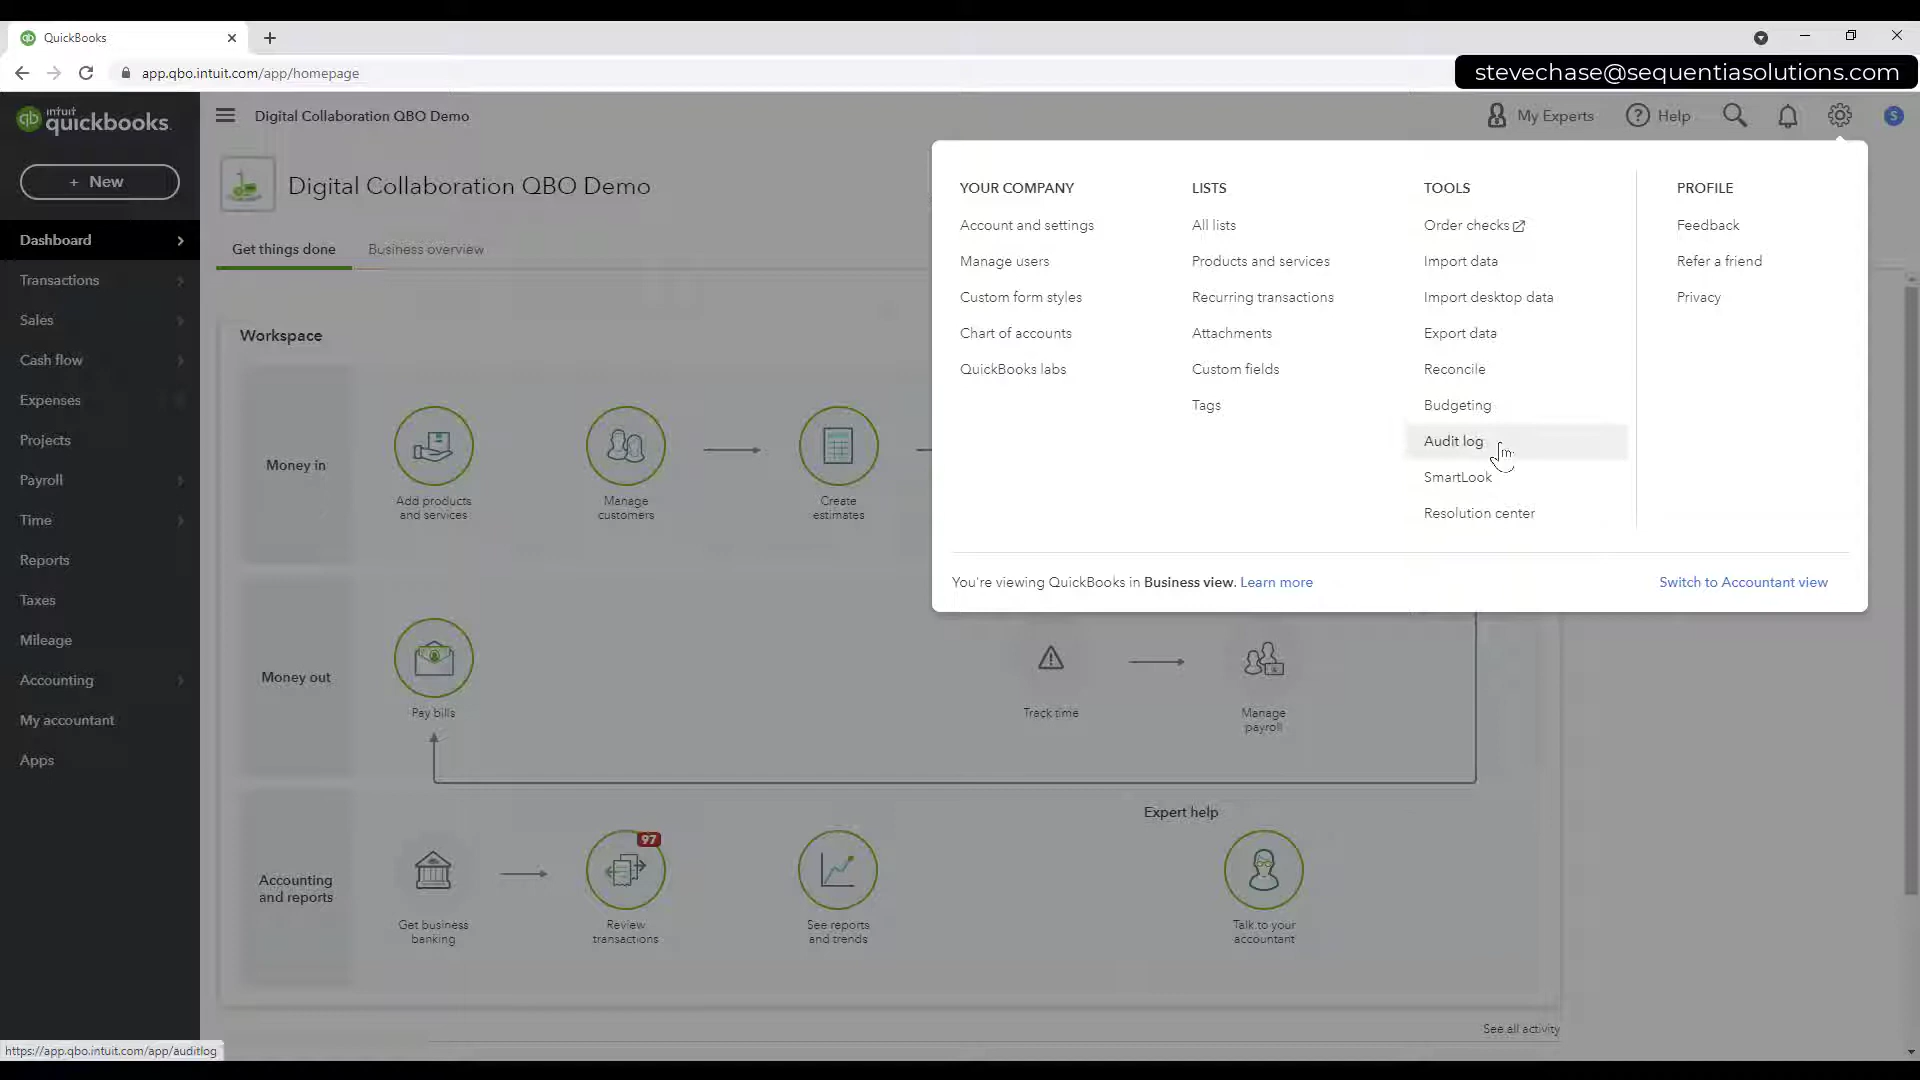 QuickBooks
app.qbo.intuit.com/app/homepage
stevechase@sequentiasolutions.com
intuit
quickbooks.
Digital Collaboration QBO Demo
My Experts
Help
S
+ New
Dashboard
Transactions
Sales
Cash flow
Expenses
Projects
Payroll
Time
Reports
Taxes
Mileage
Accounting
My accountant
Apps
Digital Collaboration QBO Demo
Get things done
Business overview
Workspace
YOUR COMPANY
Account and settings
Manage users
Custom form styles
Chart of accounts
QuickBooks labs
LISTS
All lists
Products and services
Recurring transactions
Attachments
Custom fields
Tags
TOOLS
Order checks
Import data
Import desktop data
Export data
Reconcile
Budgeting
Audit log
SmartLook
Resolution center
PROFILE
Feedback
Refer a friend
Privacy
You're viewing QuickBooks in Business view. Learn more
Switch to Accountant view
Money in
Add products
and services
Manage
customers
Create
estimates
Money out
Pay bills
Track time
Manage
payroll
Accounting
and reports
Get business
banking
97
Review
transactions
See reports
and trends
Expert help
Talk to your
accountant
See all activity
https://app.qbo.intuit.com/app/auditlog